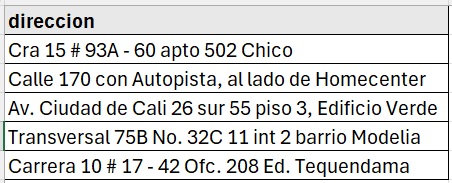 direccion
Cra 15 # 93A - 60 apto 502 Chico
Calle 170 con Autopista, al lado de Homecenter
Av. Ciudad de Cali 26 sur 55 piso 3, Edificio Verde
Transversal 75B No. 32C 11 int 2 barrio Modelia
Carrera 10 # 17 - 42 Ofc. 208 Ed. Tequendama